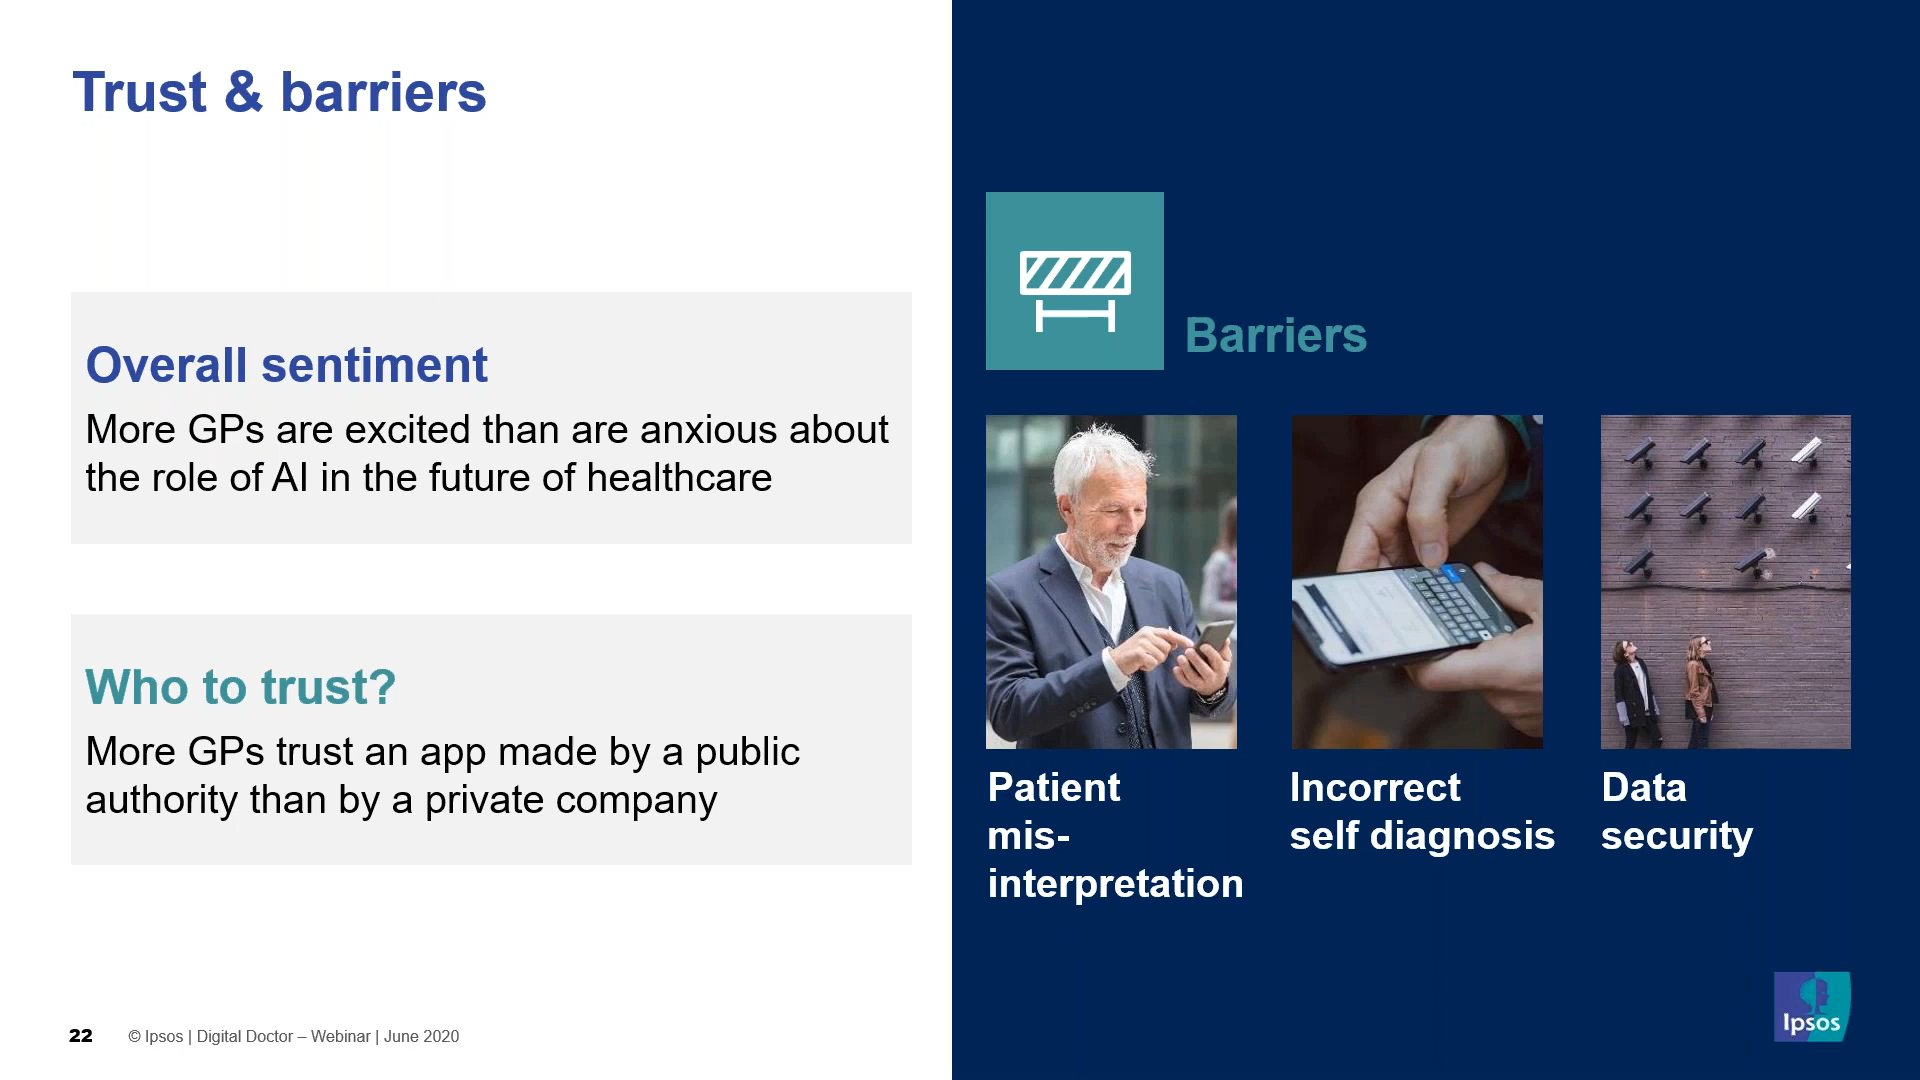 Trust & barriers
Overall sentiment
More GPs are excited than are anxious about
the role of AI in the future of healthcare
Who to trust?
More GPs trust an app made by a public
authority than by a private company
Barriers
Patient
mis-
interpretation
Incorrect
self diagnosis
Data
security
22 © Ipsos | Digital Doctor – Webinar | June 2020
Ipsos